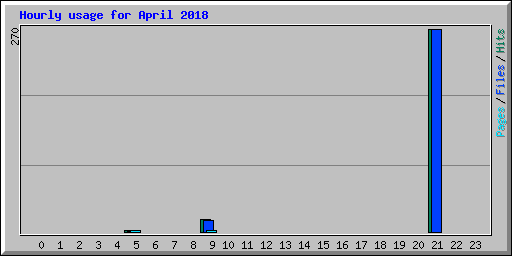 Hourly usage for April 2018
270
Pages/Files/Hits
0 1 2 3 4 5 6 7 8 9 10 11 12 13 14 15 16 17 18 19 20 21 22 23